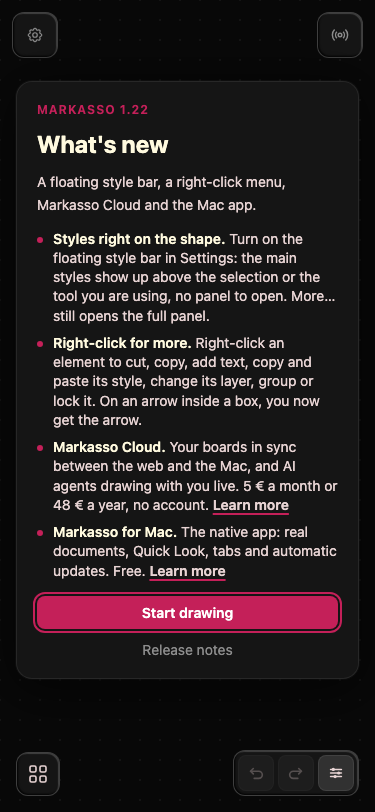 MARKASSO 1.22
What's new
A floating style bar, a right-click menu,
Markasso Cloud and the Mac app.
Styles right on the shape. Turn on the
floating style bar in Settings: the main
styles show up above the selection or the
tool you are using, no panel to open. More...
still opens the full panel.
Right-click for more. Right-click an
element to cut, copy, add text, copy and
paste its style, change its layer, group or
lock it. On an arrow inside a box, you now
get the arrow.
Markasso Cloud. Your boards in sync
between the web and the Mac, and AI
agents drawing with you live. 5 € a month or
48 € a year, no account. Learn more
Markasso for Mac. The native app: real
documents, Quick Look, tabs and automatic
updates. Free. Learn more
Start drawing
Release notes